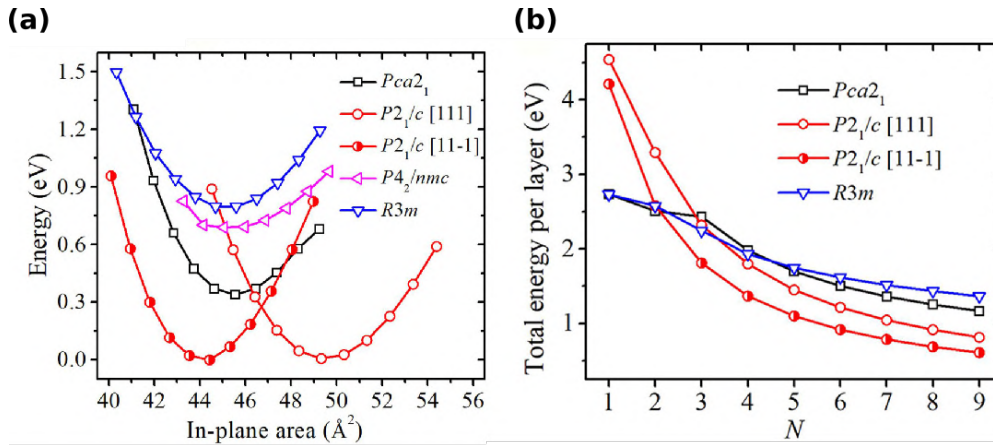 (a)
Energy (eV)
1.5
1.2
0.9
0.6
0.3
0.0
Pca2₁
P2₁/c [111]
P2₁/c [11-1]
P4₂/nmc
R3m
40 42 44 46 48 50 52 54 56
In-plane area (Å²)
(b)
Total energy per layer (eV)
4
3
2
1
Pca2₁
P2₁/c [111]
P2₁/c [11-1]
R3m
1 2 3 4 5 6 7 8 9
N